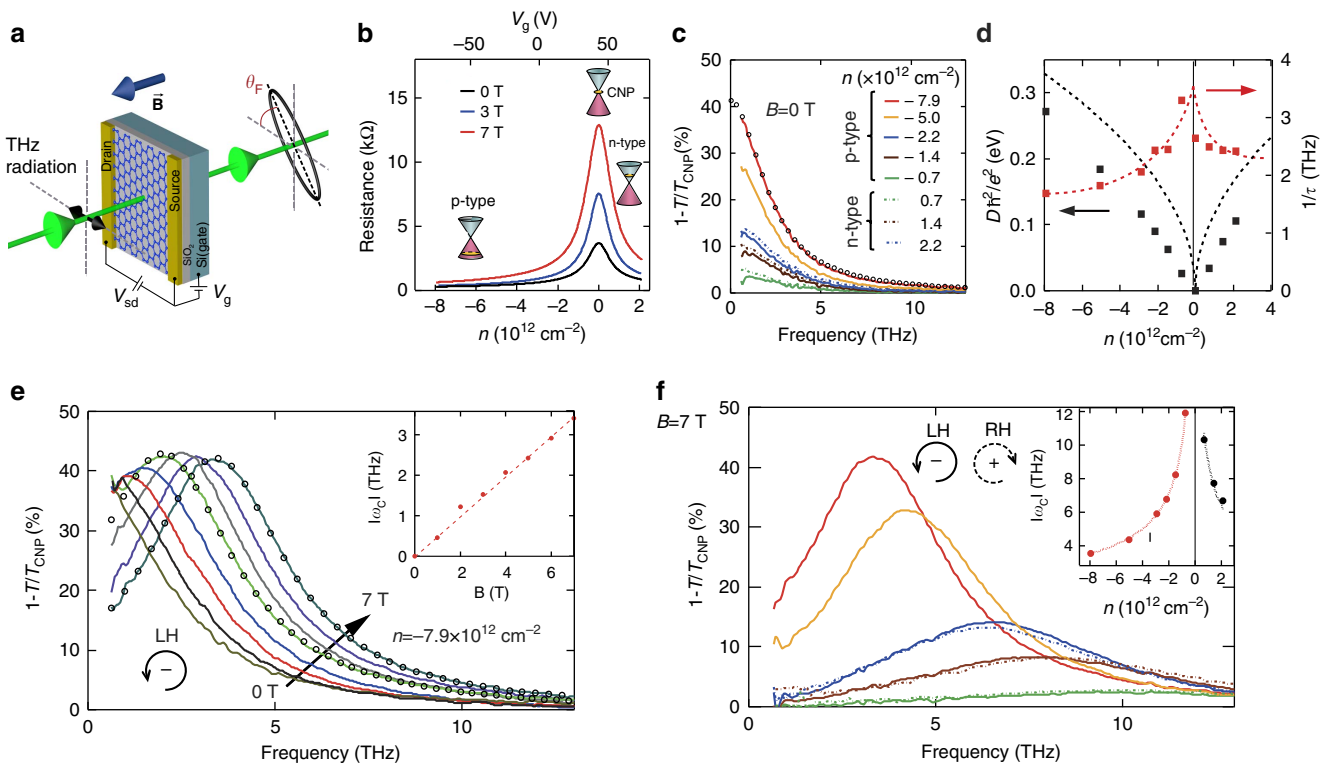 a
B
θF
THz
radiation
Drain
Source
SiO2
Si(gate)
Vsd
Vg
b
Vg (V)
−50 0 50
Resistance (kΩ)
15
10
5
0
0 T
3 T
7 T
CNP
n-type
p-type
−8 −6 −4 −2 0 2
n (10^12 cm−2)
c
1-T/TCNP(%)
50
40
30
20
10
0
B=0 T
n (×10^12 cm−2)
p-type
− 7.9
− 5.0
− 2.2
− 1.4
− 0.7
n-type
0.7
1.4
2.2
0 5 10
Frequency (THz)
d
Dℏ2/e2 (eV)
0.3
0.2
0.1
0.0
4
3
2
1
0
1/τ (THz)
−8 −6 −4 −2 0 2 4
n (10^12cm−2)
e
1-T/TCNP (%)
50
40
30
20
10
0
LH
−
0 T
7 T
n=−7.9×10^12 cm−2
|ωC| (THz)
3
2
1
0
0 2 4 6
B (T)
0 5 10
Frequency (THz)
f
B=7 T
1-T/TCNP (%)
50
40
30
20
10
0
LH
−
RH
+
|ωC| (THz)
12
10
8
6
4
−8 −6 −4 −2 0 2
n (10^12 cm−2)
0 5 10
Frequency (THz)